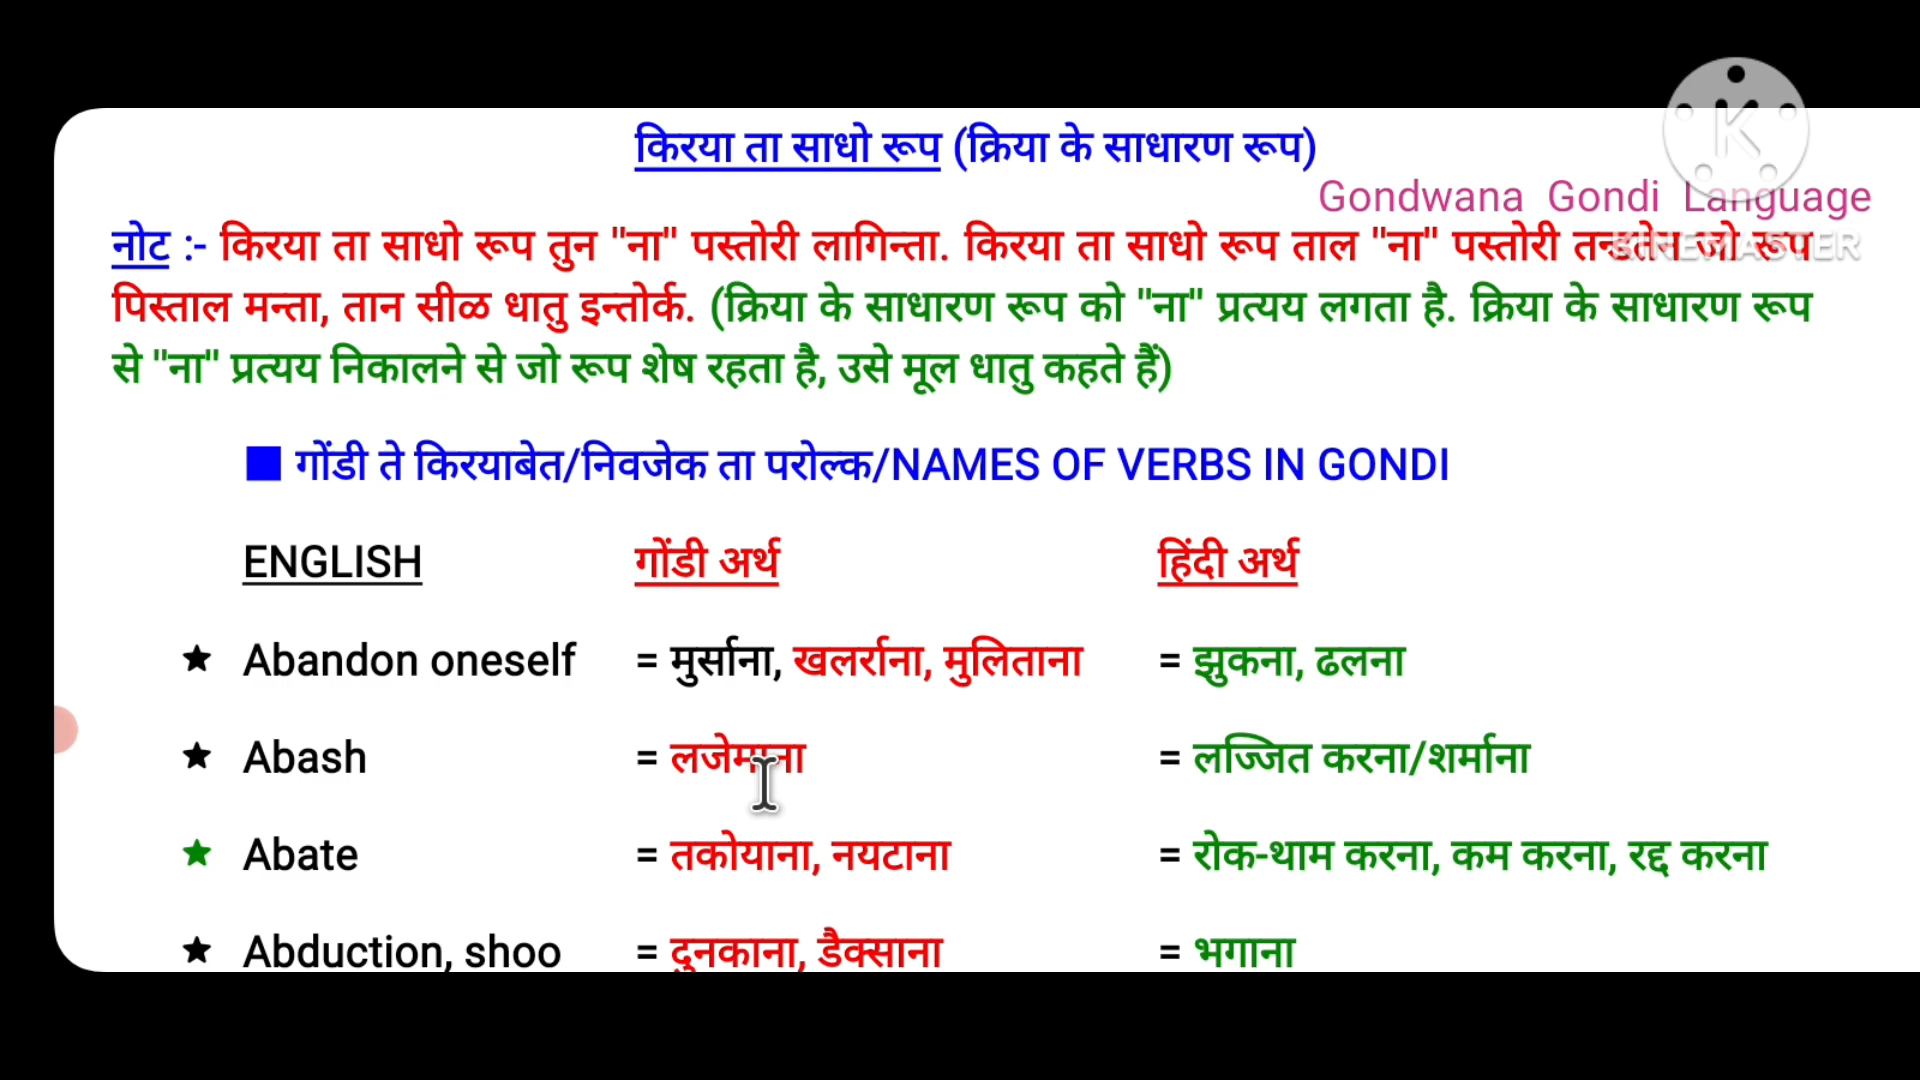 किरया ता साधो रूप (क्रिया के साधारण रूप)
Gondwana Gondi Language
नोट :- किरया ता साधो रूप तुन "ना" पस्तोरी लागिन्ता. किरया ता साधो रूप ताल "ना" पस्तोरी जो रूप
KINEMASTER
पिस्ताल मन्ता, तान सीळ धातु इन्तोर्क. (क्रिया के साधारण रूप को "ना" प्रत्यय लगता है. क्रिया के साधारण रूप
से "ना" प्रत्यय निकालने से जो रूप शेष रहता है, उसे मूल धातु कहते हैं)
गोंडी ते किरयाबेत/निवजेक ता परोल्क/NAMES OF VERBS IN GONDI
ENGLISH गोंडी अर्थ हिंदी अर्थ
★ Abandon oneself = मुर्साना, खलर्राना, मुलिताना = झुकना, ढलना
★ Abash = लजेमाना = लज्जित करना/शर्माना
★ Abate = तकोयाना, नयटाना = रोक-थाम करना, कम करना, रद्द करना
★ Abduction, shoo = दुनकाना, डैक्साना = भगाना